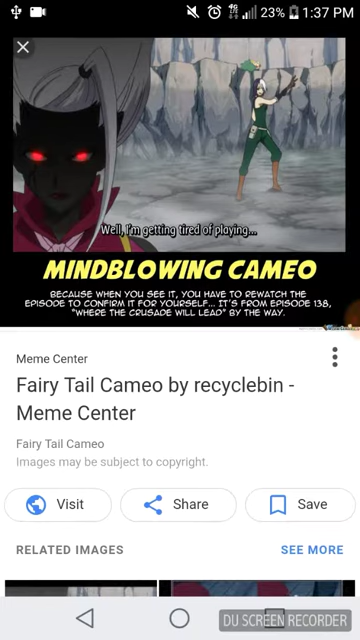 4G
LTE
23% 1:37 PM
Well, I'm getting tired of playing...
MINDBLOWING CAMEO
BECAUSE WHEN YOU SEE IT, YOU HAVE TO REWATCH THE
EPISODE TO CONFIRM IT FOR YOURSELF... IT'S FROM EPISODE 138,
"WHERE THE CRUSADE WILL LEAD" BY THE WAY.
Meme Center
Fairy Tail Cameo by recyclebin -
Meme Center
Fairy Tail Cameo
Images may be subject to copyright.
Visit Share Save
RELATED IMAGES SEE MORE
DU SCREEN RECORDER